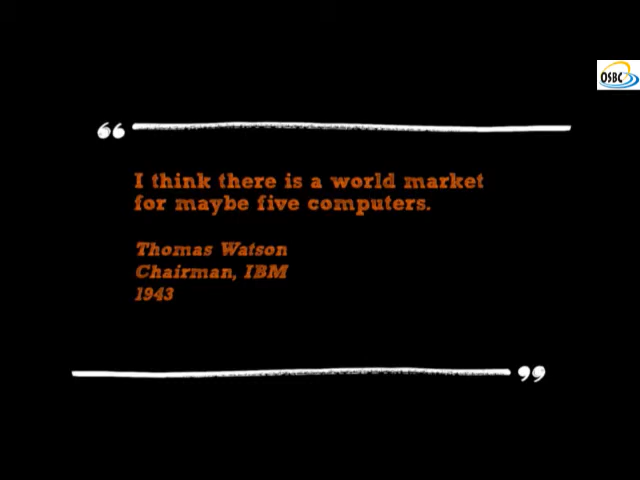 OSBC
“
I think there is a world market
for maybe five computers.
Thomas Watson
Chairman, IBM
1943
”